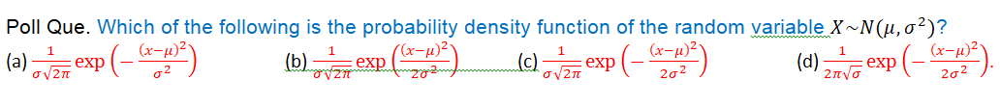 Poll Que. Which of the following is the probability density function of the random variable X~N(μ, σ²)?
(a) 1/(σ√2π) exp(− (x−μ)²/σ²) (b) 1/(σ√2π) exp((x−μ)²/2σ²) (c) 1/(σ√2π) exp(− (x−μ)²/2σ²) (d) 1/(2π√σ) exp(− (x−μ)²/2σ²).